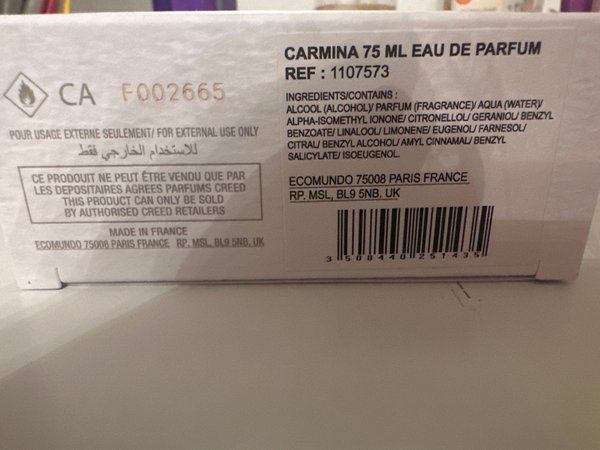 CA F002665
POUR USAGE EXTERNE SEULEMENT/ FOR EXTERNAL USE ONLY
للاستخدام الخارجي فقط
CE PRODOUIT NE PEUT ÊTRE VENDU QUE PAR
LES DEPOSITAIRES AGREES PARFUMS CREED
THIS PRODUCT CAN ONLY BE SOLD
BY AUTHORISED CREED RETAILERS
MADE IN FRANCE
ECOMUNDO 75008 PARIS FRANCE RP. MSL, BL9 5NB, UK
CARMINA 75 ML EAU DE PARFUM
REF : 1107573
INGREDIENTS/CONTAINS :
ALCOOL (ALCOHOL)/ PARFUM (FRAGRANCE)/ AQUA (WATER)/
ALPHA-ISOMETHYL IONONE/ CITRONELLOL/ GERANIOL/ BENZYL
BENZOATE/ LINALOOL/ LIMONENE/ EUGENOL/ FARNESOL/
CITRAL/ BENZYL ALCOHOL/ AMYL CINNAMAL/ BENZYL
SALICYLATE/ ISOEUGENOL.
ECOMUNDO 75008 PARIS FRANCE
RP. MSL, BL9 5NB. UK
3 508440 251435